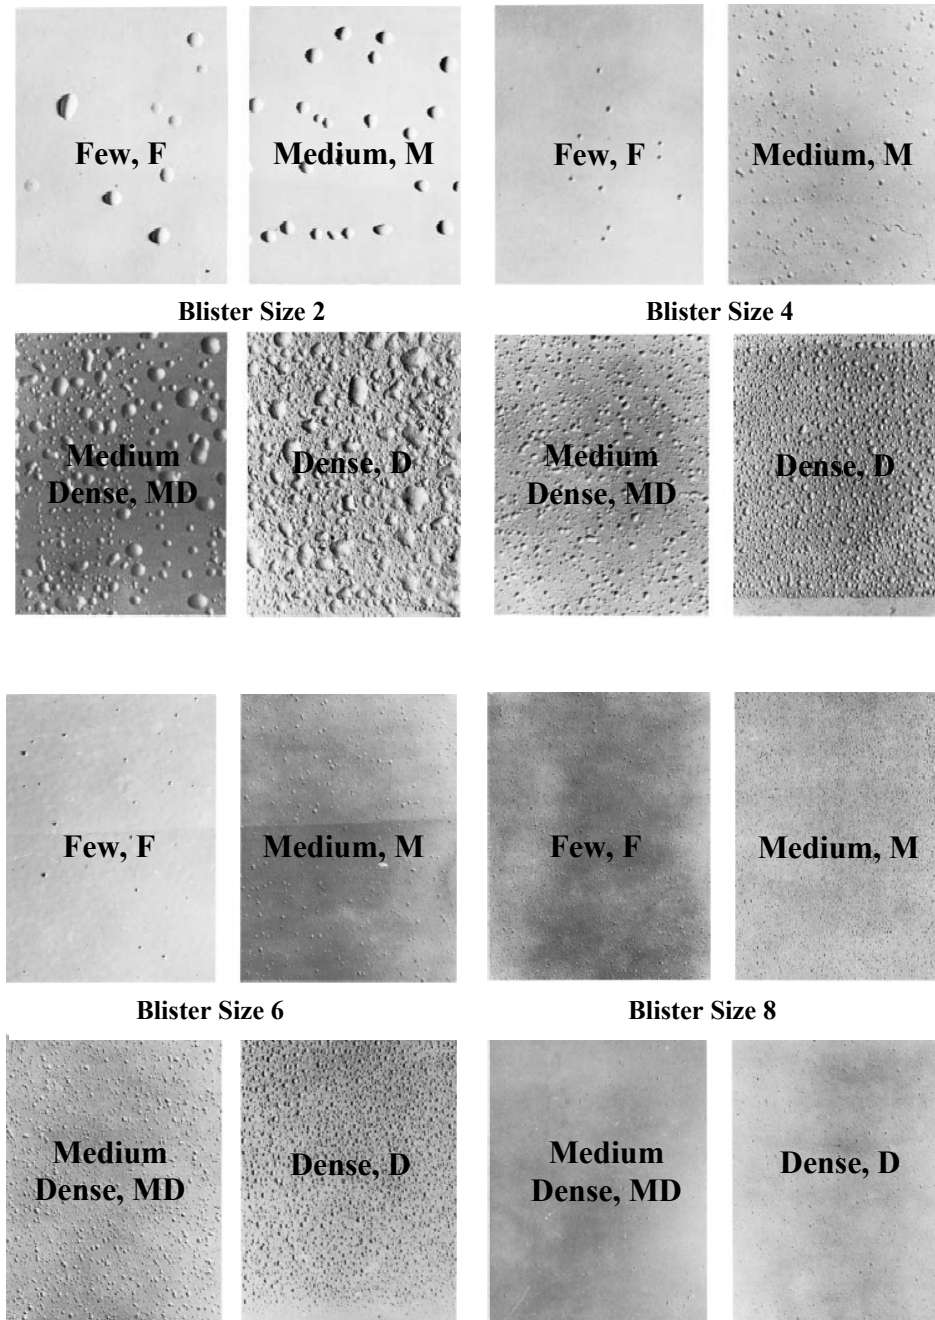 Few, F
Medium, M
Few, F
Medium, M
Blister Size 2
Blister Size 4
Medium
Dense, MD
Dense, D
Medium
Dense, MD
Dense, D
Few, F
Medium, M
Few, F
Medium, M
Blister Size 6
Blister Size 8
Medium
Dense, MD
Dense, D
Medium
Dense, MD
Dense, D